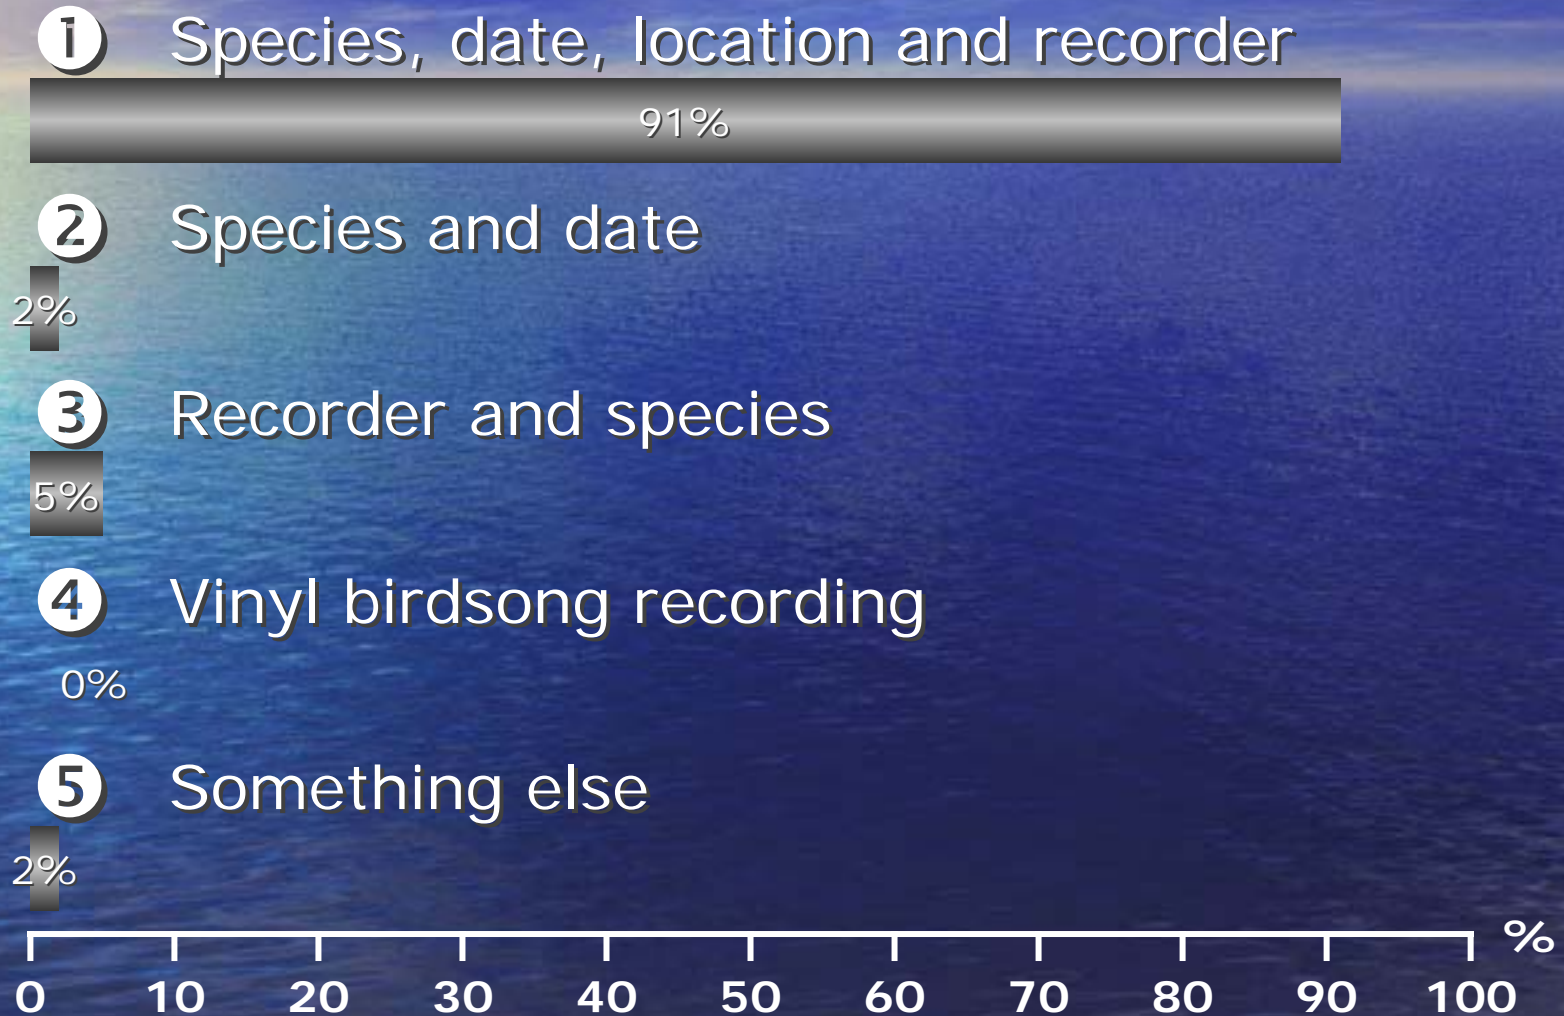 1 Species, date, location and recorder
91%
2 Species and date
2%
3 Recorder and species
5%
4 Vinyl birdsong recording
0%
5 Something else
2%
%
0 10 20 30 40 50 60 70 80 90 100